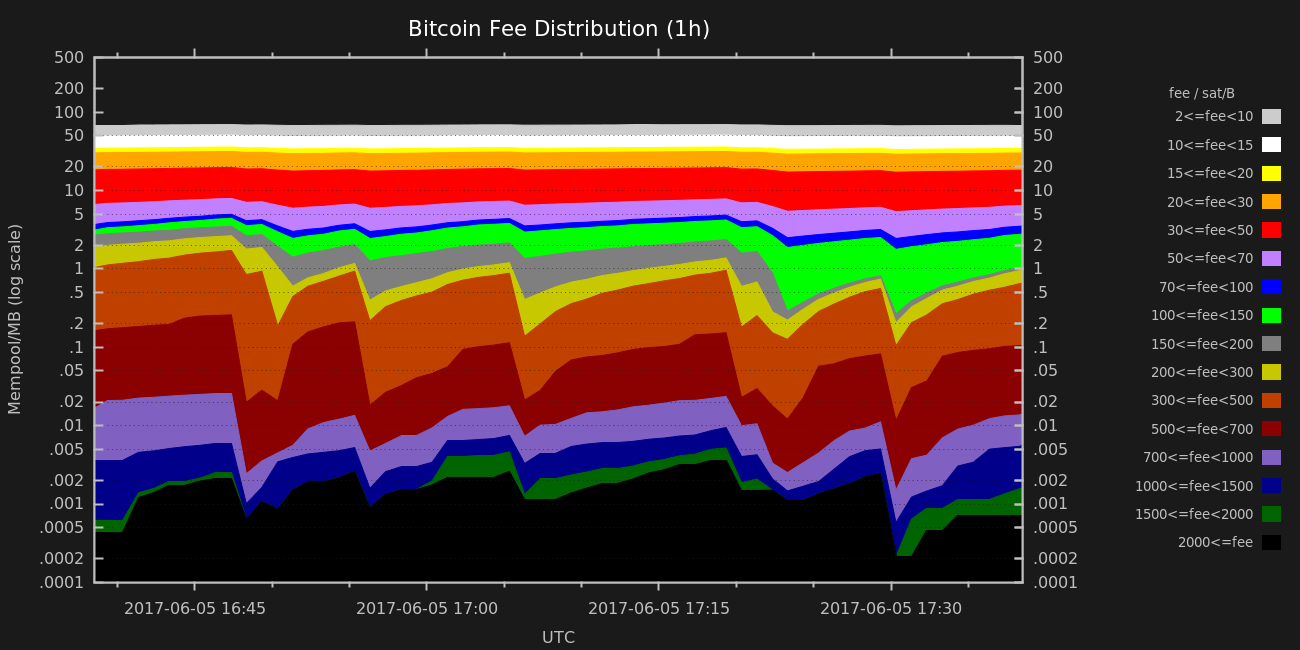 Bitcoin Fee Distribution (1h)
500
200
100
50
20
10
5
2
1
.5
.2
.1
.05
.02
.01
.005
.002
.001
.0005
.0002
.0001
Mempool/MB (log scale)
500
200
100
50
20
10
5
2
1
.5
.2
.1
.05
.02
.01
.005
.002
.001
.0005
.0002
.0001
2017-06-05 16:45
2017-06-05 17:00
2017-06-05 17:15
2017-06-05 17:30
UTC
fee / sat/B
2<=fee<10
10<=fee<15
15<=fee<20
20<=fee<30
30<=fee<50
50<=fee<70
70<=fee<100
100<=fee<150
150<=fee<200
200<=fee<300
300<=fee<500
500<=fee<700
700<=fee<1000
1000<=fee<1500
1500<=fee<2000
2000<=fee